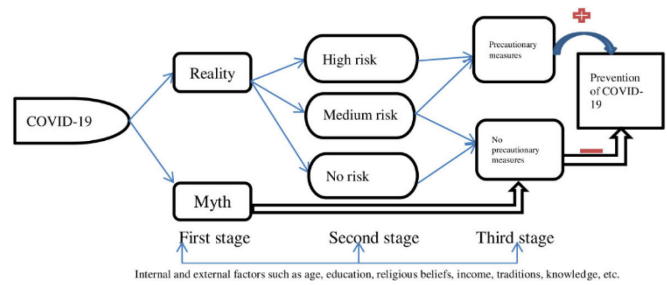 COVID-19
Reality
Myth
High risk
Medium risk
No risk
Precautionary
measures
No
precautionary
measures
Prevention
of COVID-
19
First stage
Second stage
Third stage
Internal and external factors such as age, education, religious beliefs, income, traditions, knowledge, etc.